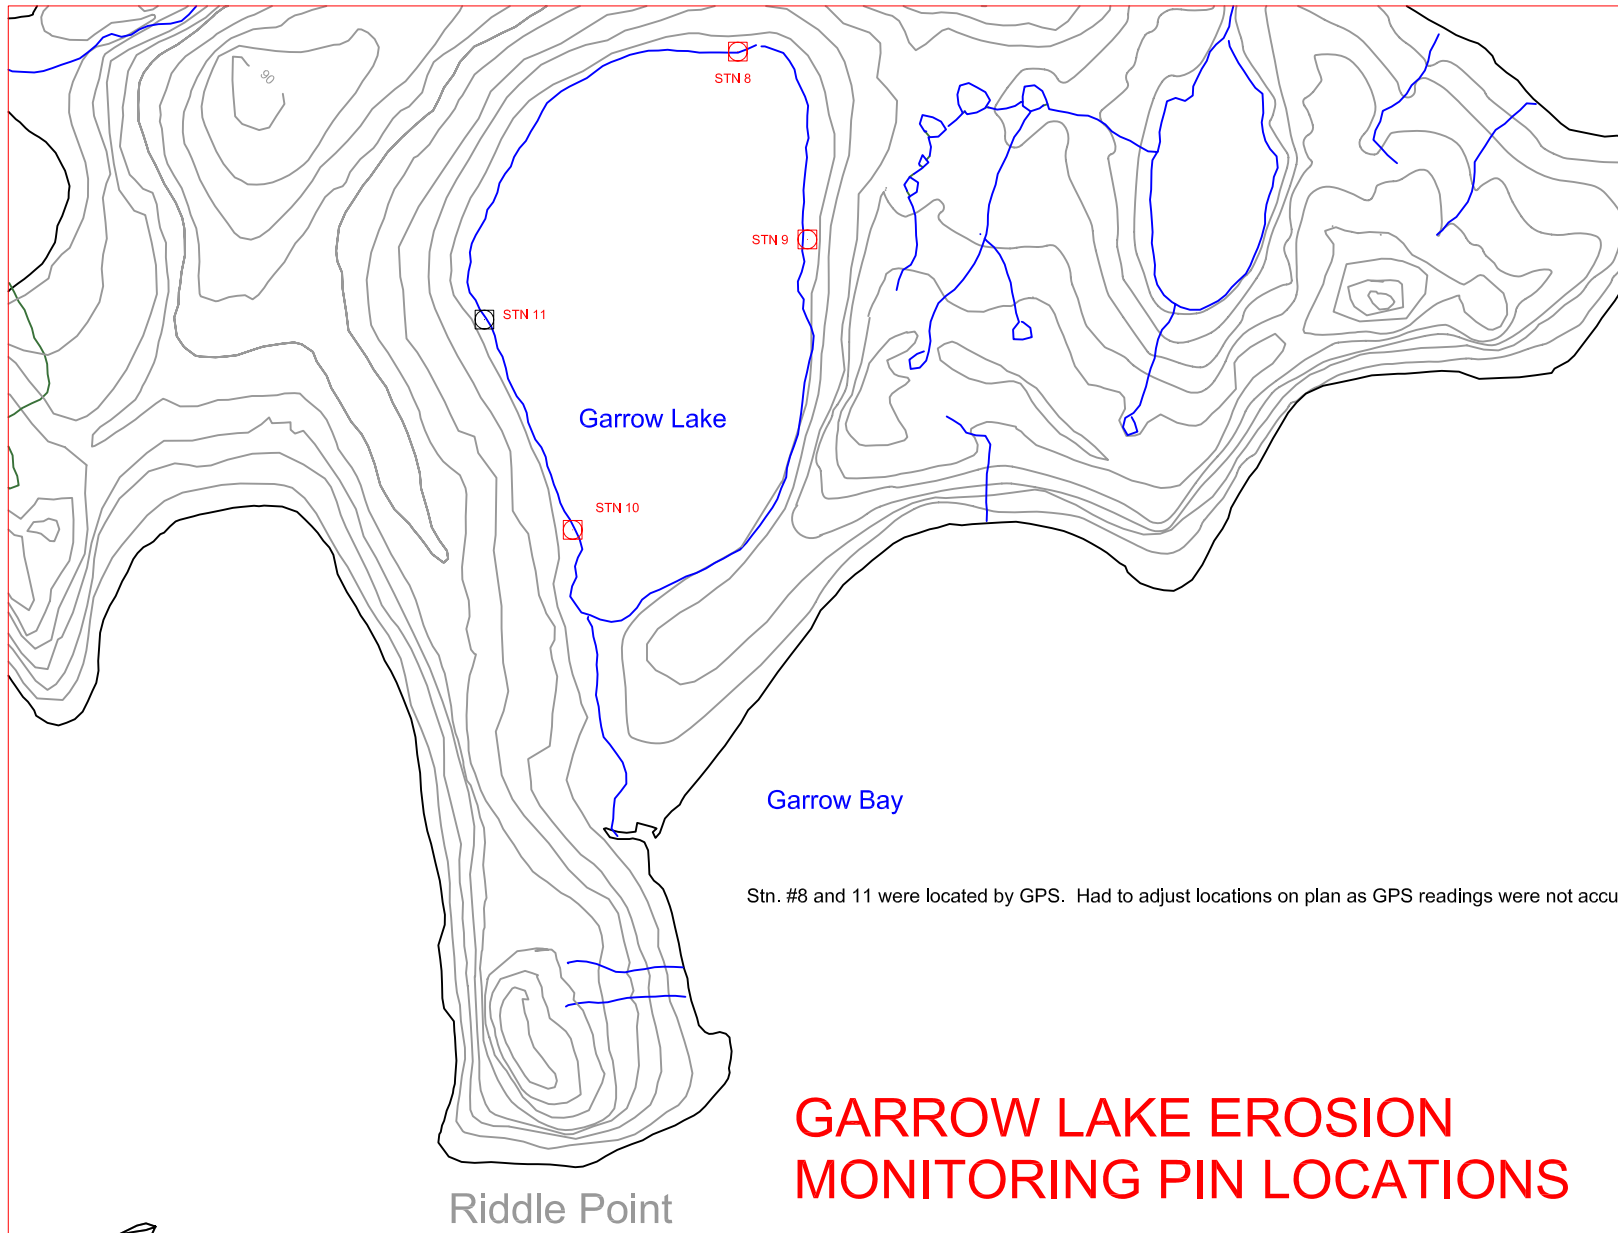 90
STN 8
STN 9
STN 11
Garrow Lake
STN 10
Garrow Bay
Stn. #8 and 11 were located by GPS. Had to adjust locations on plan as GPS readings were not accu
GARROW LAKE EROSION
MONITORING PIN LOCATIONS
Riddle Point